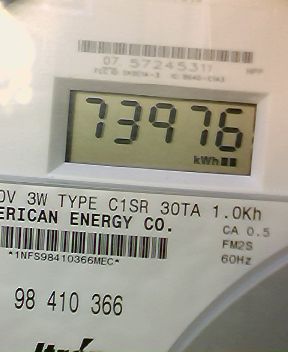 07 57245317
73976
kWh
0V 3W TYPE C1SR 30TA 1.0Kh
ERICAN ENERGY CO.
CA 0.5
FM2S
*1NFS98410366MEC*
60Hz
98 410 366
Itrón